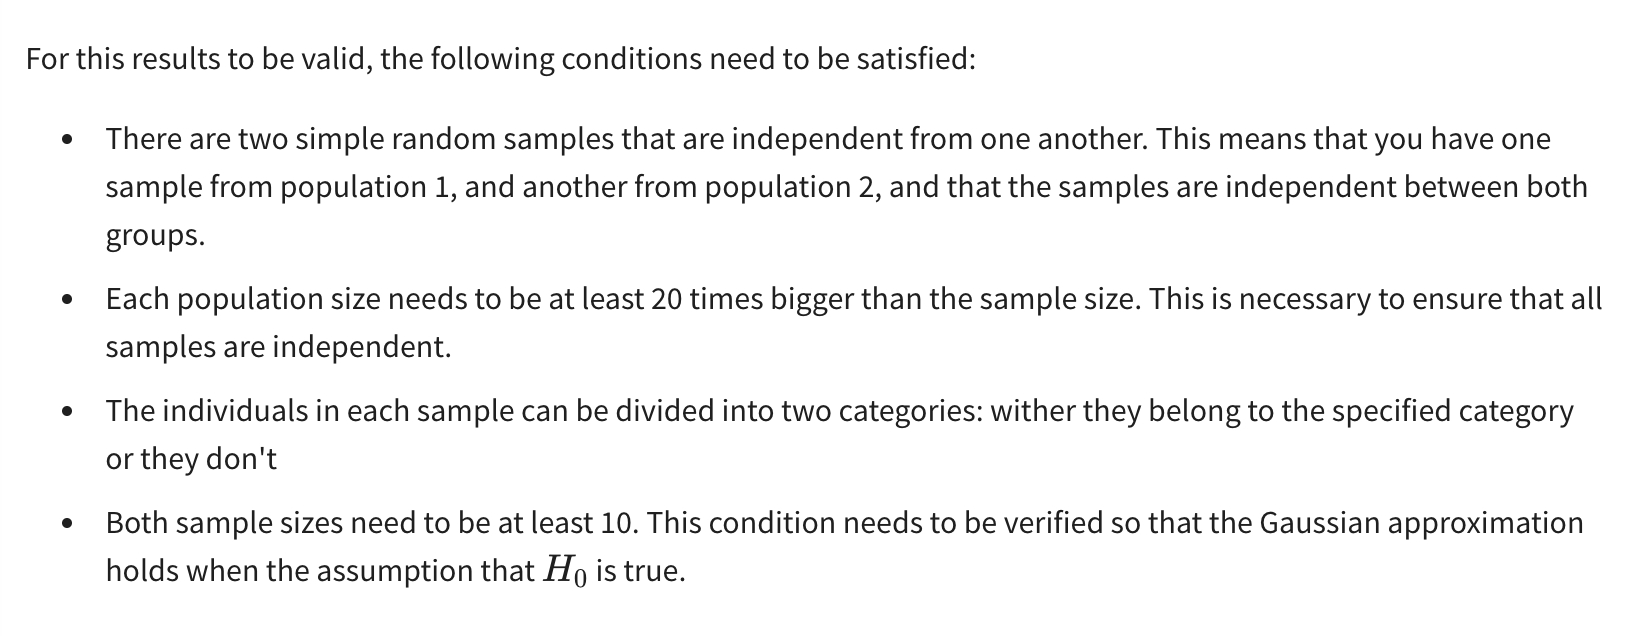 For this results to be valid, the following conditions need to be satisfied:
• There are two simple random samples that are independent from one another. This means that you have one
sample from population 1, and another from population 2, and that the samples are independent between both
groups.
• Each population size needs to be at least 20 times bigger than the sample size. This is necessary to ensure that all
samples are independent.
• The individuals in each sample can be divided into two categories: wither they belong to the specified category
or they don't
• Both sample sizes need to be at least 10. This condition needs to be verified so that the Gaussian approximation
holds when the assumption that H₀ is true.